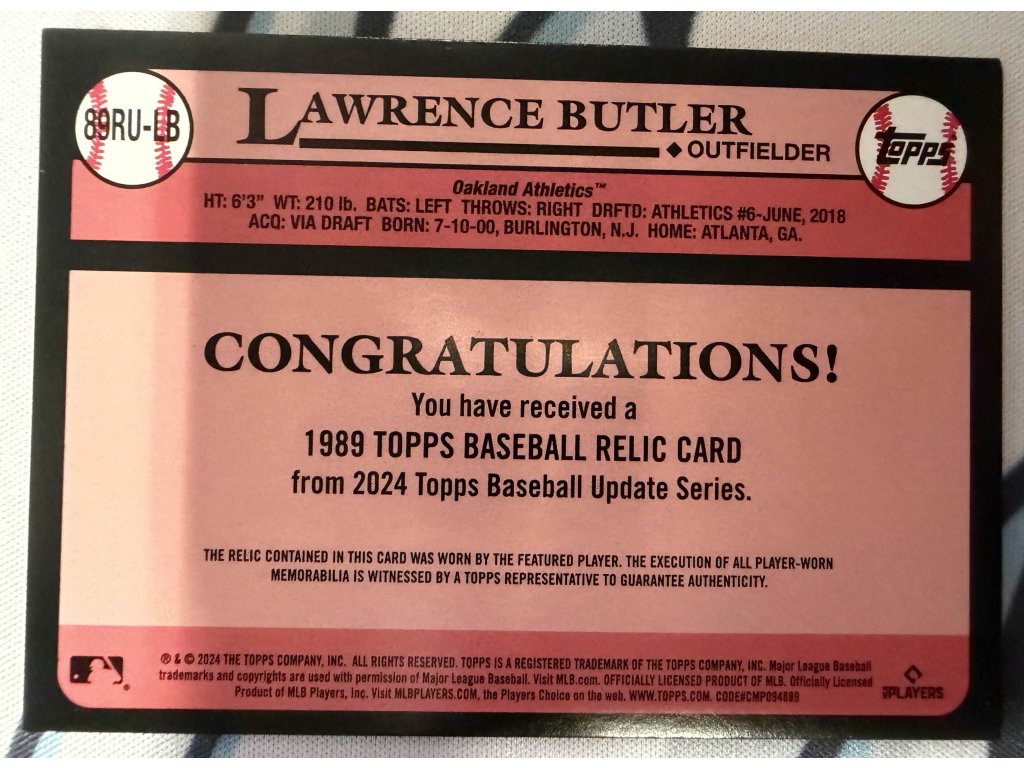 89RU-LB
LAWRENCE BUTLER
◆ OUTFIELDER
Topps
Oakland Athletics™
HT: 6'3" WT: 210 lb. BATS: LEFT THROWS: RIGHT DRFTD: ATHLETICS #6-JUNE, 2018
ACQ: VIA DRAFT BORN: 7-10-00, BURLINGTON, N.J. HOME: ATLANTA, GA.
CONGRATULATIONS!
You have received a
1989 TOPPS BASEBALL RELIC CARD
from 2024 Topps Baseball Update Series.
THE RELIC CONTAINED IN THIS CARD WAS WORN BY THE FEATURED PLAYER. THE EXECUTION OF ALL PLAYER-WORN
MEMORABILIA IS WITNESSED BY A TOPPS REPRESENTATIVE TO GUARANTEE AUTHENTICITY.
® & © 2024 THE TOPPS COMPANY, INC. ALL RIGHTS RESERVED. TOPPS IS A REGISTERED TRADEMARK OF THE TOPPS COMPANY, INC. Major League Baseball
trademarks and copyrights are used with permission of Major League Baseball. Visit MLB.com. OFFICIALLY LICENSED PRODUCT OF MLB. Officially Licensed
Product of MLB Players, Inc. Visit MLBPLAYERS.COM, the Players Choice on the web. WWW.TOPPS.COM. CODE#CMP094889
MLB PLAYERS